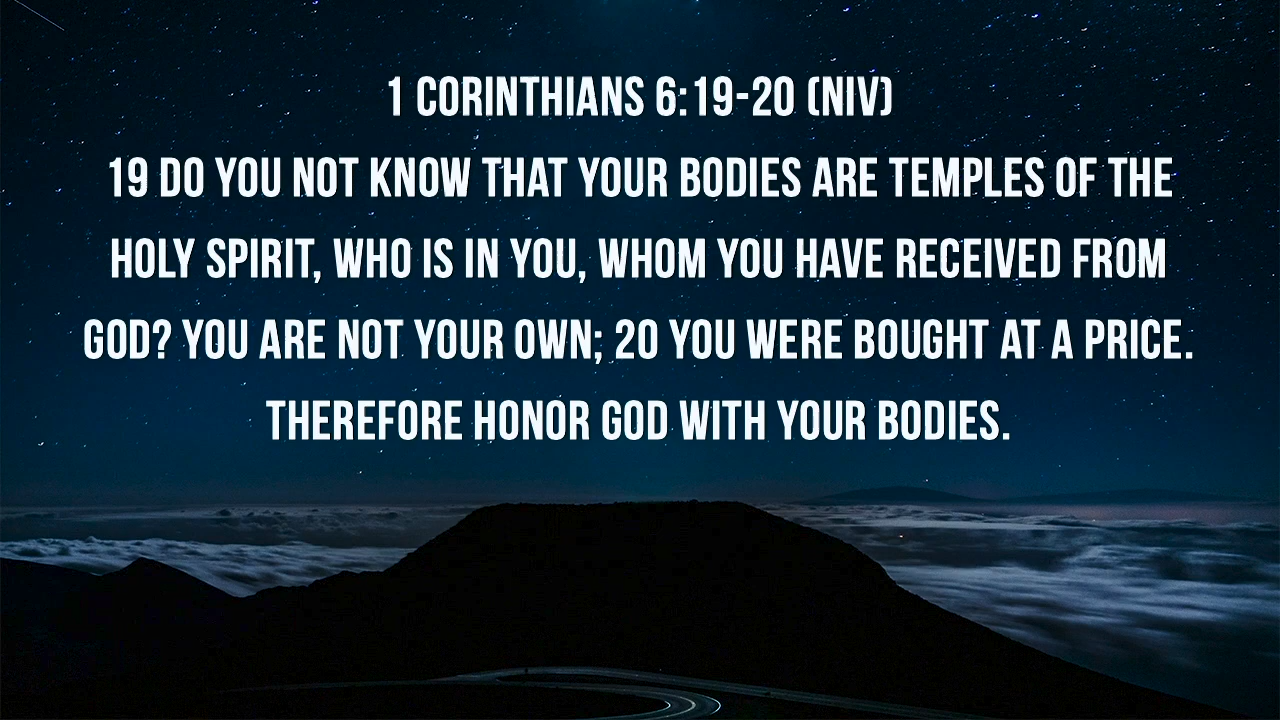 1 CORINTHIANS 6:19-20 (NIV)
19 DO YOU NOT KNOW THAT YOUR BODIES ARE TEMPLES OF THE
HOLY SPIRIT, WHO IS IN YOU, WHOM YOU HAVE RECEIVED FROM
GOD? YOU ARE NOT YOUR OWN; 20 YOU WERE BOUGHT AT A PRICE.
THEREFORE HONOR GOD WITH YOUR BODIES.